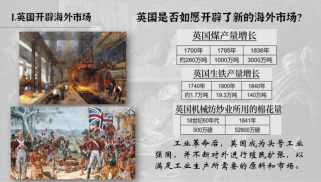 1.英国开辟海外市场
英国是否如愿开辟了新的海外市场?
英国煤产量增长
1700年 1795年 1836年
约260万吨 1000万吨 3000万吨
英国生铁产量增长
1740年 1800年 1840年
约1.7万吨 19.3万吨 140万吨
英国机械纺纱业所用的棉花量
18世纪60年代 1841年
500万磅 52800万磅
工业革命后,英国成为头号工业
强国,并不断对外进行殖民扩张,以
满足工业生产所需要的原料和市场。